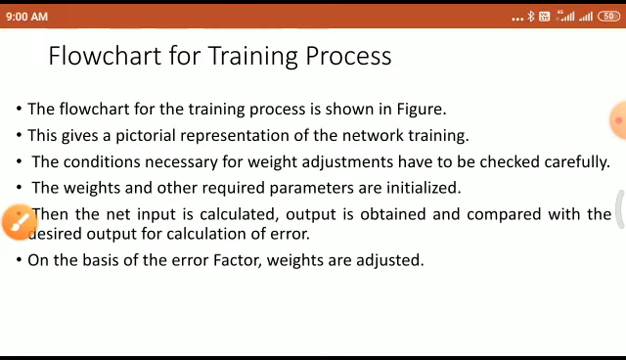 9:00 AM
4G 50
Flowchart for Training Process
• The flowchart for the training process is shown in Figure.
• This gives a pictorial representation of the network training.
• The conditions necessary for weight adjustments have to be checked carefully.
• The weights and other required parameters are initialized.
Then the net input is calculated, output is obtained and compared with the
desired output for calculation of error.
• On the basis of the error Factor, weights are adjusted.